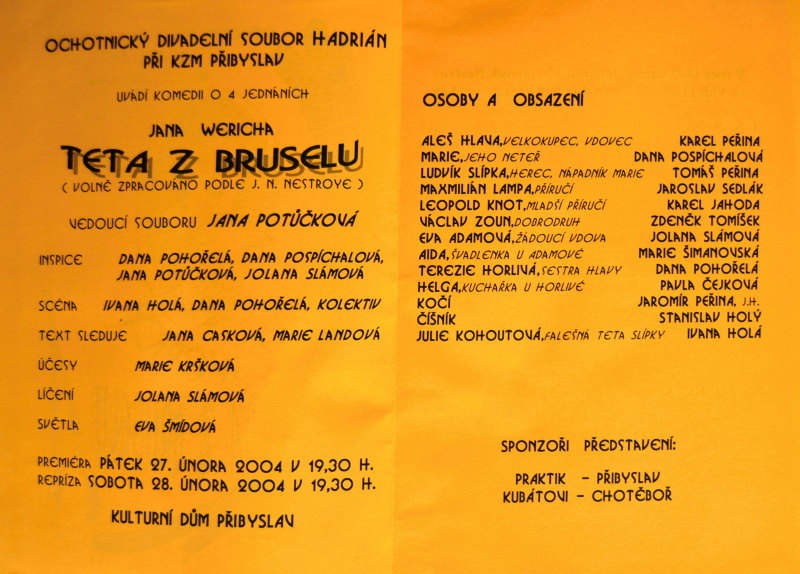 OCHOTNICKÝ DIVADELNÍ SOUBOR HADRIÁN
PŘI KZM PŘIBYSLAV
UVÁDÍ KOMEDII O 4 JEDNÁNÍCH
JANA WERICHA
TETA Z BRUSELU
( VOLNĚ ZPRACOVÁNO PODLE J. N. NESTROYE )
VEDOUCÍ SOUBORU JANA POTŮČKOVÁ
INSPICE DANA POHOŘELÁ, DANA POSPÍCHALOVÁ,
JANA POTŮČKOVÁ, JOLANA SLÁMOVÁ
SCÉNA IVANA HOLÁ, DANA POHOŘELÁ, KOLEKTIV
TEXT SLEDUJE JANA CASKOVÁ, MARIE LANDOVÁ
ÚČESY MARIE KRŠKOVÁ
LÍČENÍ JOLANA SLÁMOVÁ
SVĚTLA EVA ŠMÍDOVÁ
PREMIÉRA PÁTEK 27. ÚNORA 2004 V 19,30 H.
REPRÍZA SOBOTA 28. ÚNORA 2004 V 19,30 H.
KULTURNÍ DŮM PŘIBYSLAV
OSOBY A OBSAZENÍ
ALEŠ HLAVA,VELKOKUPEC, VDOVEC KAREL PEŘINA
MARIE,JEHO NETEŘ DANA POSPÍCHALOVÁ
LUDVÍK SLÍPKA,HEREC, NÁPADNÍK MARIE TOMÁŠ PEŘINA
MAXMILIÁN LAMPA,PŘÍRUČÍ JAROSLAV SEDLÁK
LEOPOLD KNOT,MLADŠÍ PŘÍRUČÍ KAREL JAHODA
VÁCLAV ZOUN,DOBRODRUH ZDENĚK TOMÍŠEK
EVA ADAMOVÁ,ŽÁDOUCÍ VDOVA JOLANA SLÁMOVÁ
AIDA,ŠVADLENKA U ADAMOVÉ MARIE ŠIMANOVSKÁ
TEREZIE HORLIVÁ,SESTRA HLAVY DANA POHOŘELÁ
HELGA,KUCHAŘKA U HORLIVÉ PAVLA ČEJKOVÁ
KOČÍ JAROMÍR PEŘINA, J.H.
ČÍŠNÍK STANISLAV HOLÝ
JULIE KOHOUTOVÁ,FALEŠNÁ TETA SLÍPKY IVANA HOLÁ
SPONZOŘI PŘEDSTAVENÍ:
PRAKTIK – PŘIBYSLAV
KUBÁTOVI – CHOTĚBOŘ